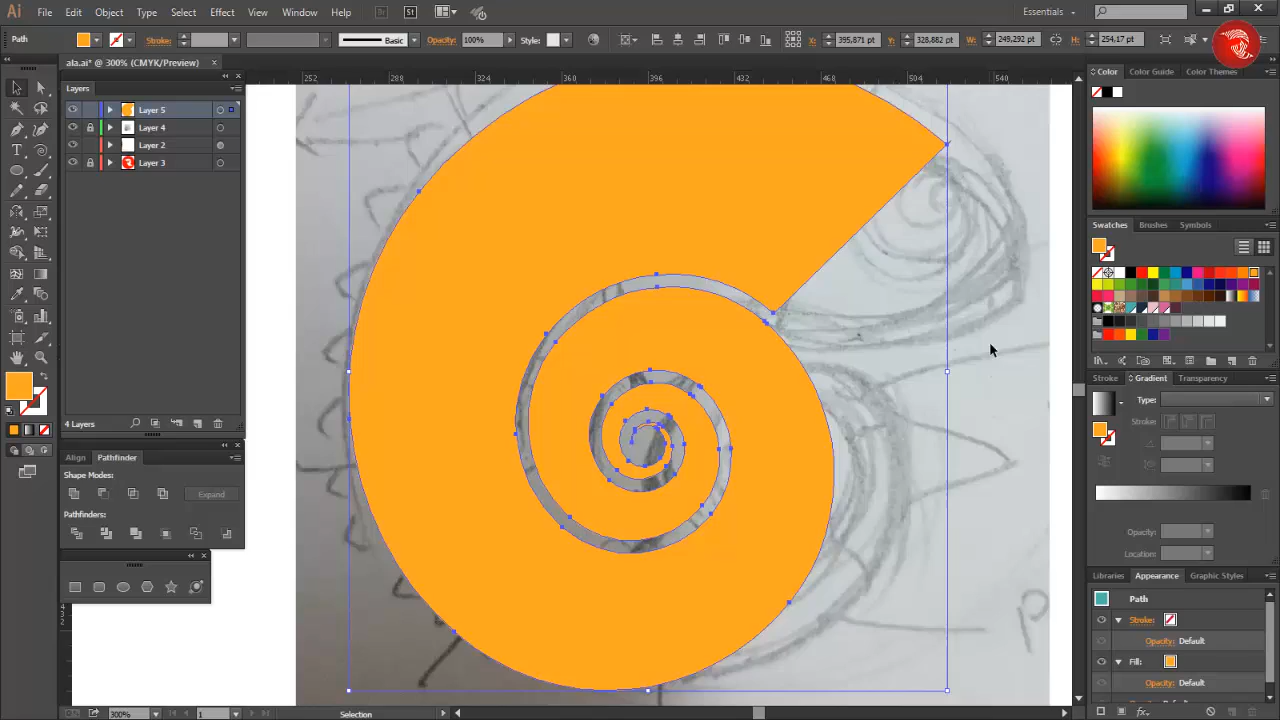 Ai File Edit Object Type Select Effect View Window Help Br St Essentials
Path Stroke: Basic Opacity: 100% Style: X: 395,871 pt Y: 328,882 pt W: 249,292 pt H: 254,17 pt
ala.ai* @ 300% (CMYK/Preview) ×
252 288 324 360 396 432 468 504 540
Layers
Layer 5
Layer 4
Layer 2
Layer 3
4 Layers
Align Pathfinder
Shape Modes:
Expand
Pathfinders:
Color Color Guide Color Themes
Swatches Brushes Symbols
Stroke Gradient Transparency
Type:
Stroke:
Opacity:
Location:
Libraries Appearance Graphic Styles
Path
Stroke:
Opacity: Default
Fill:
Opacity: Default
fx
300% 1 Selection